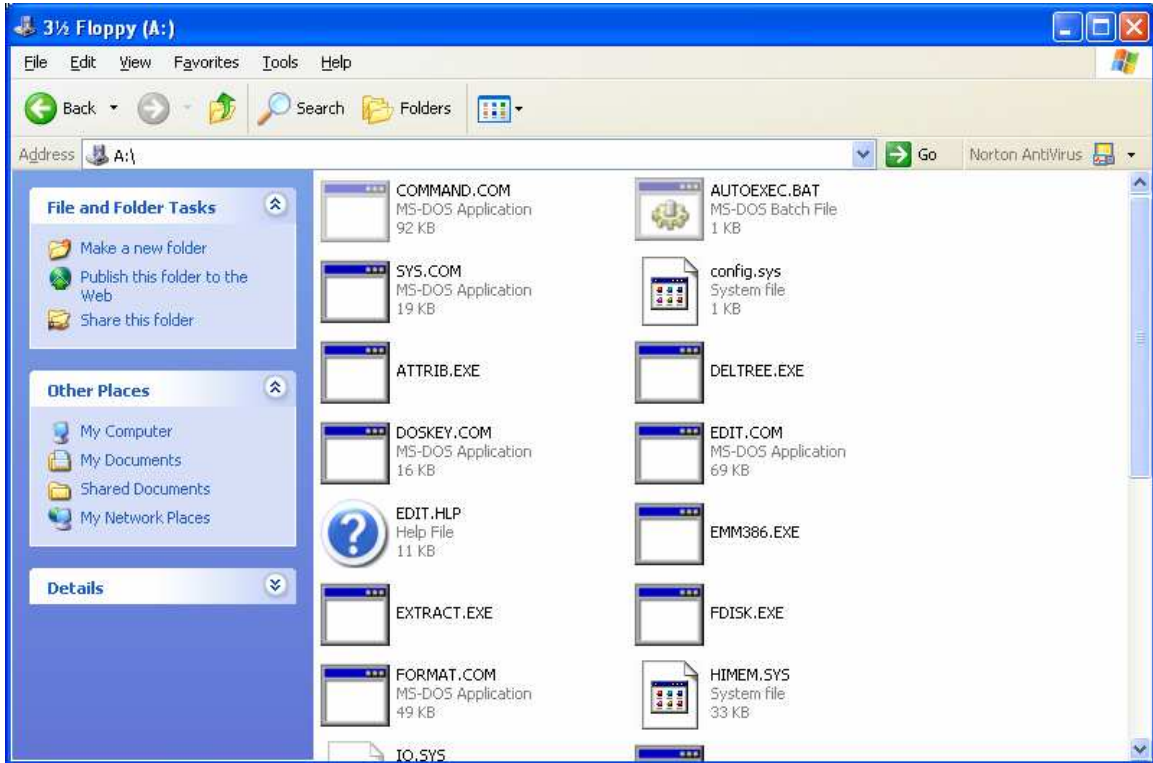 3½ Floppy (A:)
File Edit View Favorites Tools Help
Back Search Folders
Address A:\ Go Norton AntiVirus
File and Folder Tasks
Make a new folder
Publish this folder to the
Web
Share this folder
Other Places
My Computer
My Documents
Shared Documents
My Network Places
Details
COMMAND.COM
MS-DOS Application
92 KB
AUTOEXEC.BAT
MS-DOS Batch File
1 KB
SYS.COM
MS-DOS Application
19 KB
config.sys
System file
1 KB
ATTRIB.EXE
DELTREE.EXE
DOSKEY.COM
MS-DOS Application
16 KB
EDIT.COM
MS-DOS Application
69 KB
EDIT.HLP
Help File
11 KB
EMM386.EXE
EXTRACT.EXE
FDISK.EXE
FORMAT.COM
MS-DOS Application
49 KB
HIMEM.SYS
System file
33 KB
IO.SYS